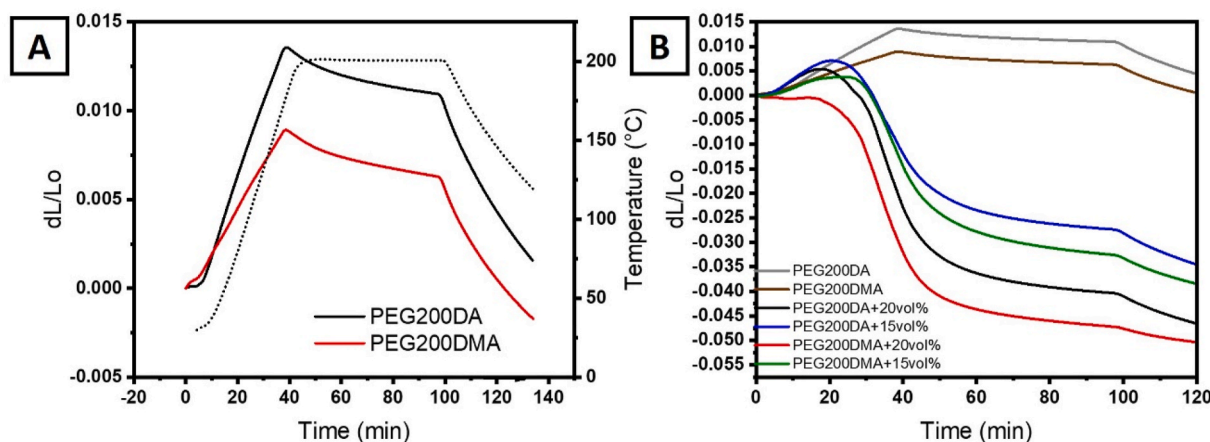 A
0.015
0.010
0.005
0.000
-0.005
dL/Lo
200
150
100
50
0
Temperature (°C)
PEG200DA
PEG200DMA
-20 0 20 40 60 80 100 120 140
Time (min)
B
0.015
0.010
0.005
0.000
-0.005
-0.010
-0.015
-0.020
-0.025
-0.030
-0.035
-0.040
-0.045
-0.050
-0.055
dL/Lo
PEG200DA
PEG200DMA
PEG200DA+20vol%
PEG200DA+15vol%
PEG200DMA+20vol%
PEG200DMA+15vol%
0 20 40 60 80 100 120
Time (min)